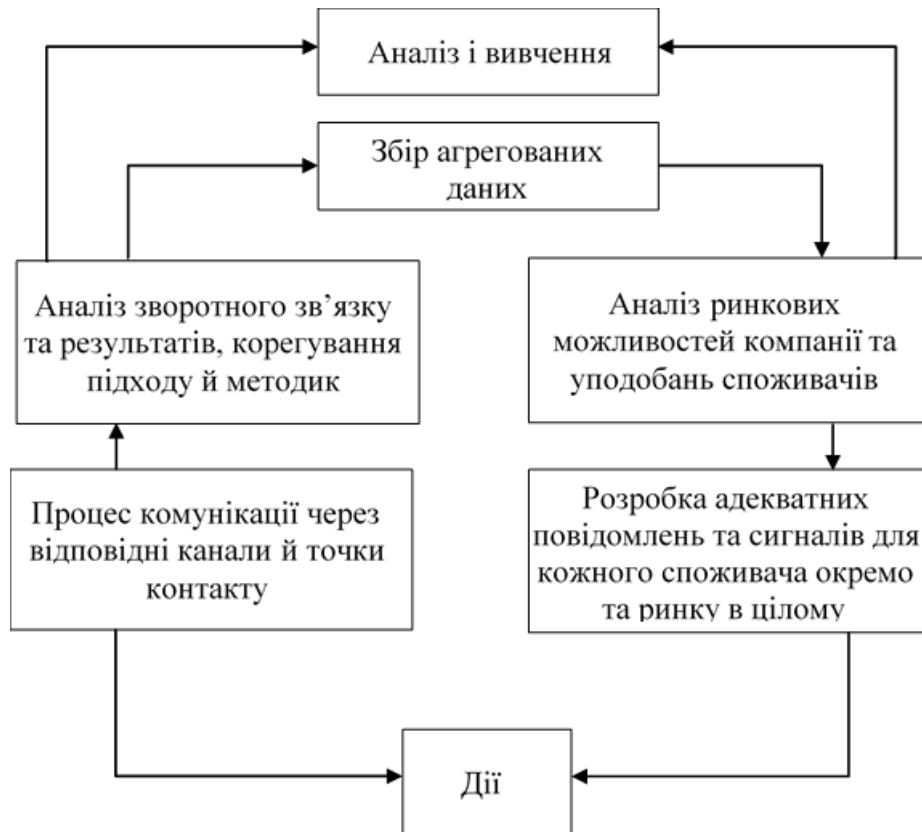 Аналіз і вивчення
Збір агрегованих
даних
Аналіз зворотного зв’язку
та результатів, корегування
підходу й методик
Аналіз ринкових
можливостей компанії та
уподобань споживачів
Процес комунікації через
відповідні канали й точки
контакту
Розробка адекватних
повідомлень та сигналів для
кожного споживача окремо
та ринку в цілому
Дії